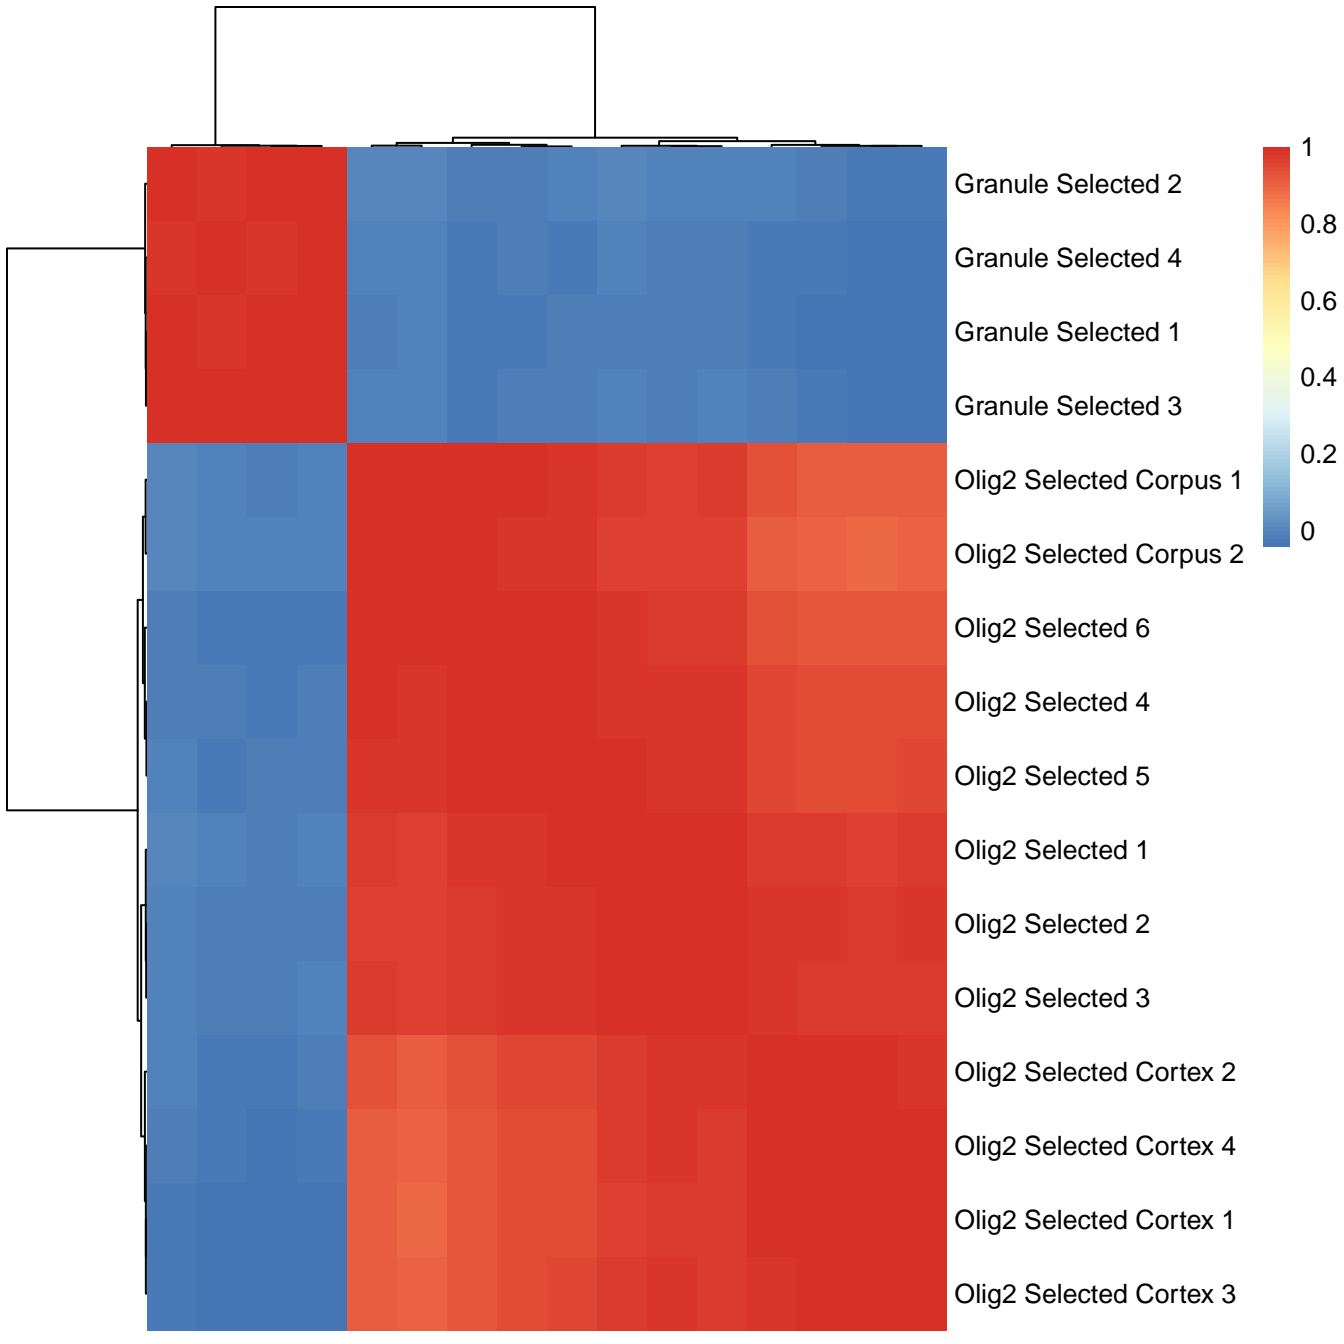 Granule Selected 2
Granule Selected 4
Granule Selected 1
Granule Selected 3
Olig2 Selected Corpus 1
Olig2 Selected Corpus 2
Olig2 Selected 6
Olig2 Selected 4
Olig2 Selected 5
Olig2 Selected 1
Olig2 Selected 2
Olig2 Selected 3
Olig2 Selected Cortex 2
Olig2 Selected Cortex 4
Olig2 Selected Cortex 1
Olig2 Selected Cortex 3
1
0.8
0.6
0.4
0.2
0